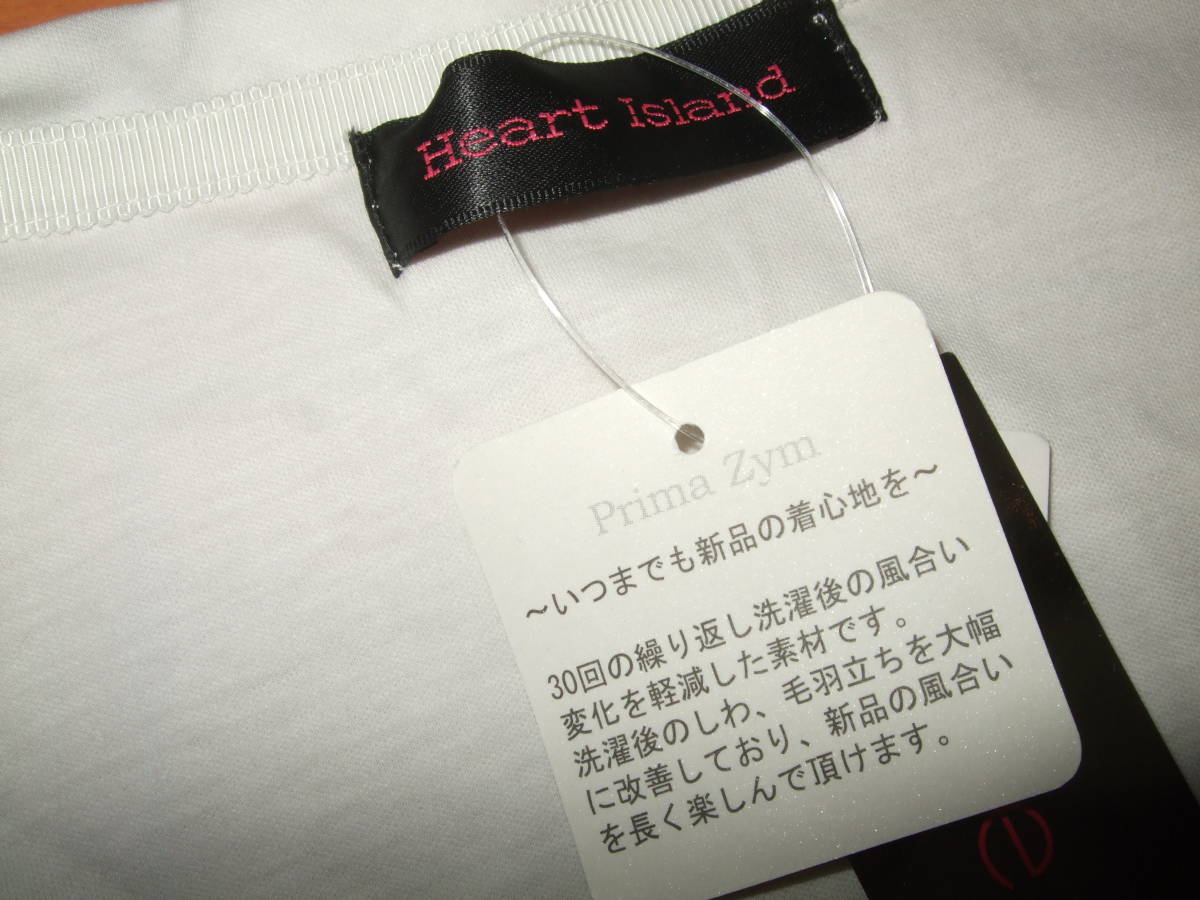 Heart Island
Prima Zym
～いつまでも新品の着心地を～
30回の繰り返し洗濯後の風合い
変化を軽減した素材です。
洗濯後のしわ、毛羽立ちを大幅
に改善しており、新品の風合い
を長く楽しんで頂けます。